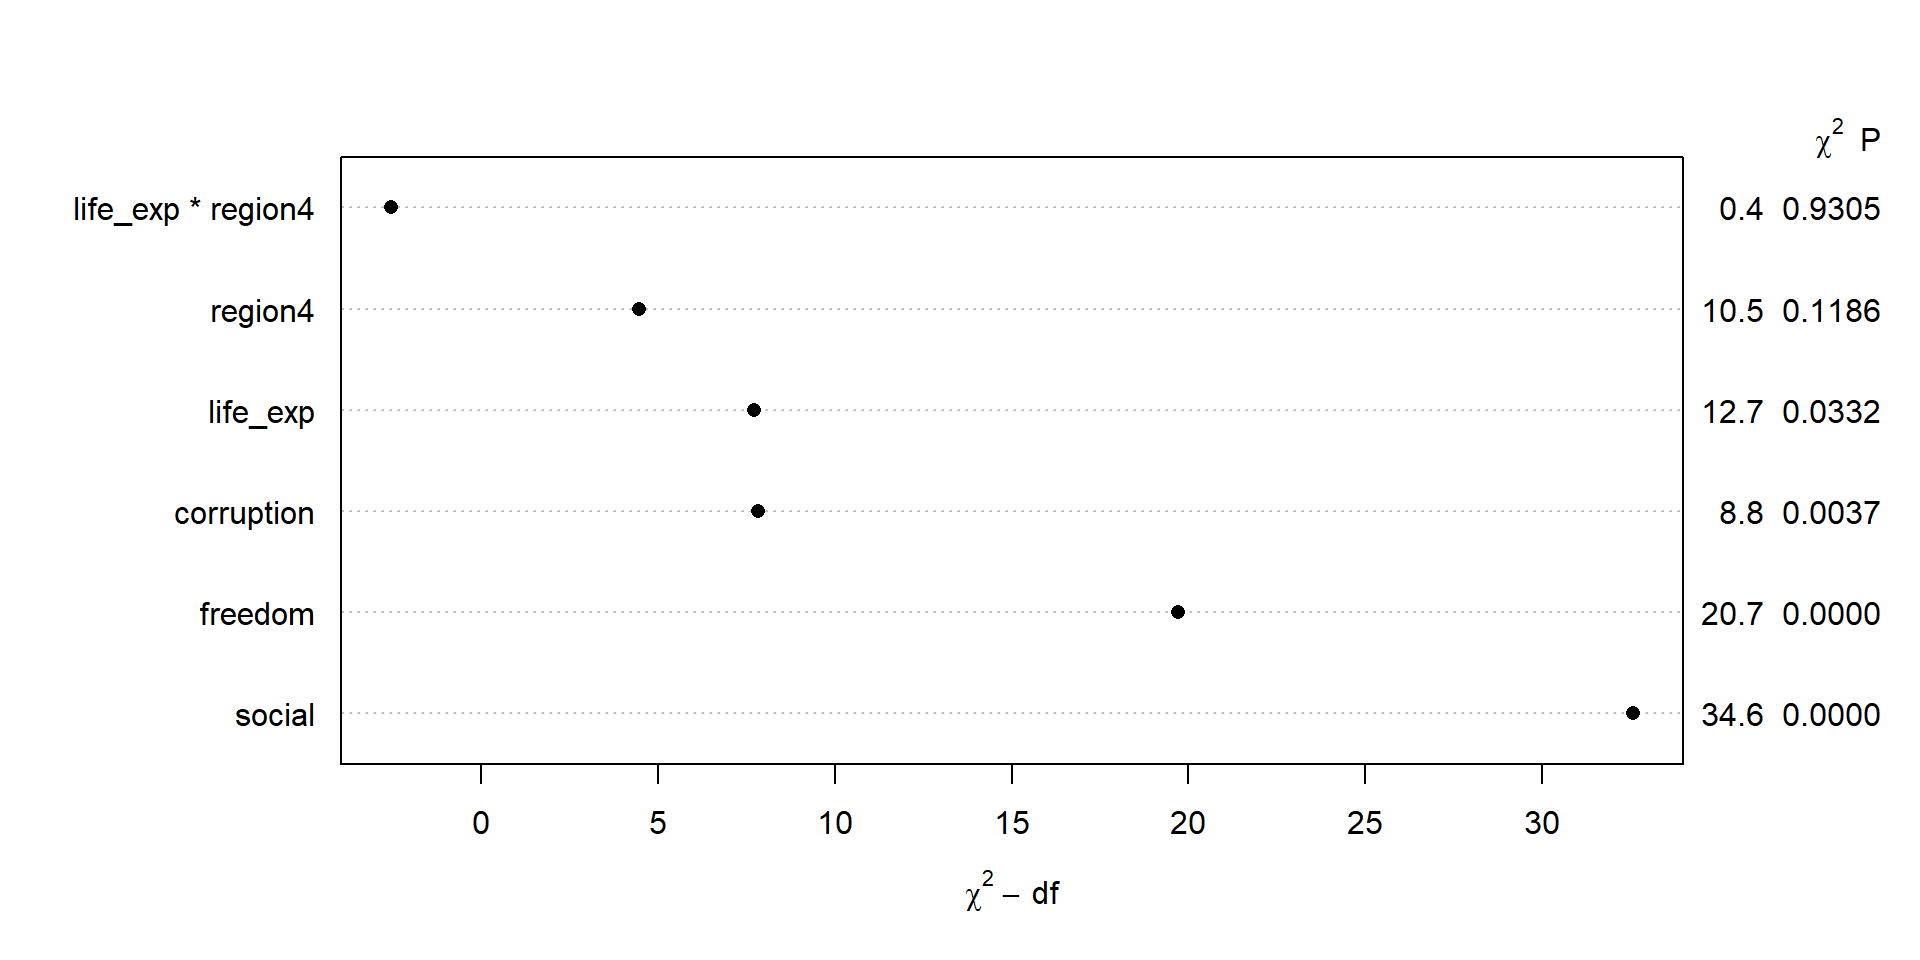 χ² P
life_exp * region4 0.4 0.9305
region4 10.5 0.1186
life_exp 12.7 0.0332
corruption 8.8 0.0037
freedom 20.7 0.0000
social 34.6 0.0000
0 5 10 15 20 25 30
χ² − df